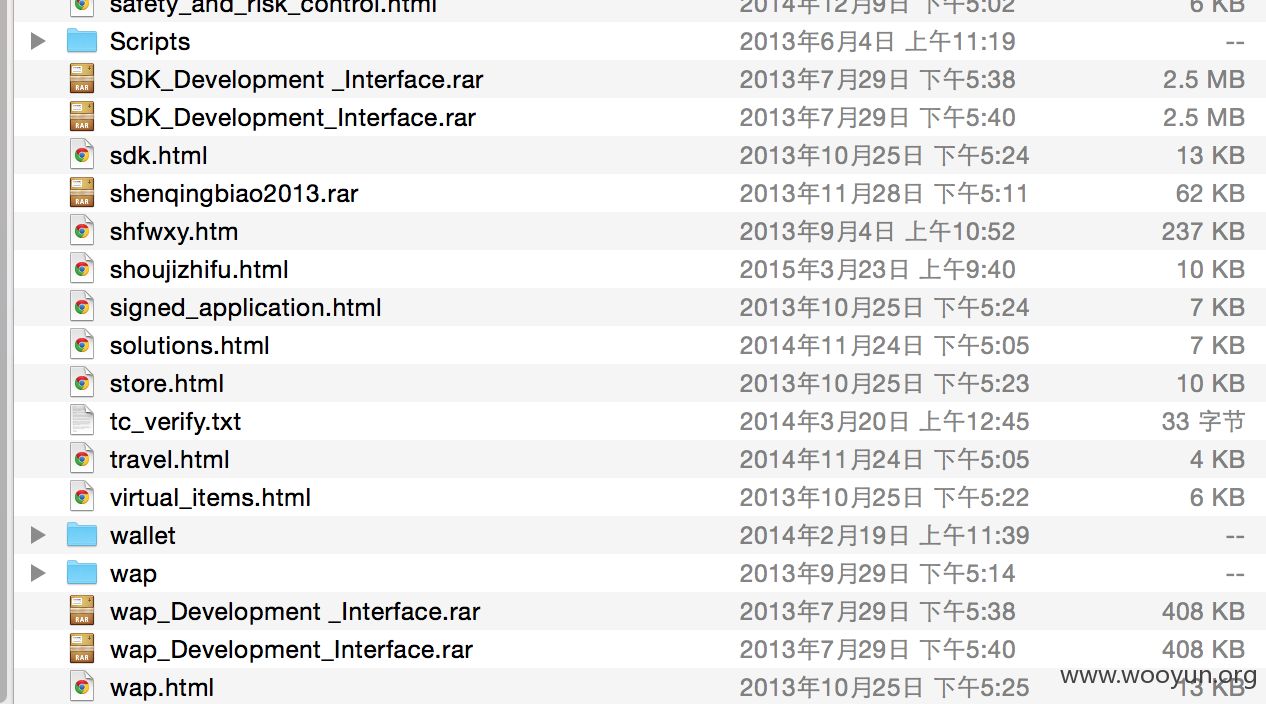 safety_and_risk_control.html 2014年12月9日 下午5:02 6 KB
Scripts 2013年6月4日 上午11:19 --
SDK_Development _Interface.rar 2013年7月29日 下午5:38 2.5 MB
SDK_Development_Interface.rar 2013年7月29日 下午5:40 2.5 MB
sdk.html 2013年10月25日 下午5:24 13 KB
shenqingbiao2013.rar 2013年11月28日 下午5:11 62 KB
shfwxy.htm 2013年9月4日 上午10:52 237 KB
shoujizhifu.html 2015年3月23日 上午9:40 10 KB
signed_application.html 2013年10月25日 下午5:24 7 KB
solutions.html 2014年11月24日 下午5:05 7 KB
store.html 2013年10月25日 下午5:23 10 KB
tc_verify.txt 2014年3月20日 上午12:45 33 字节
travel.html 2014年11月24日 下午5:05 4 KB
virtual_items.html 2013年10月25日 下午5:22 6 KB
wallet 2014年2月19日 上午11:39 --
wap 2013年9月29日 下午5:14 --
wap_Development _Interface.rar 2013年7月29日 下午5:38 408 KB
wap_Development_Interface.rar 2013年7月29日 下午5:40 408 KB
wap.html 2013年10月25日 下午5:25 13 KB
www.wooyun.org